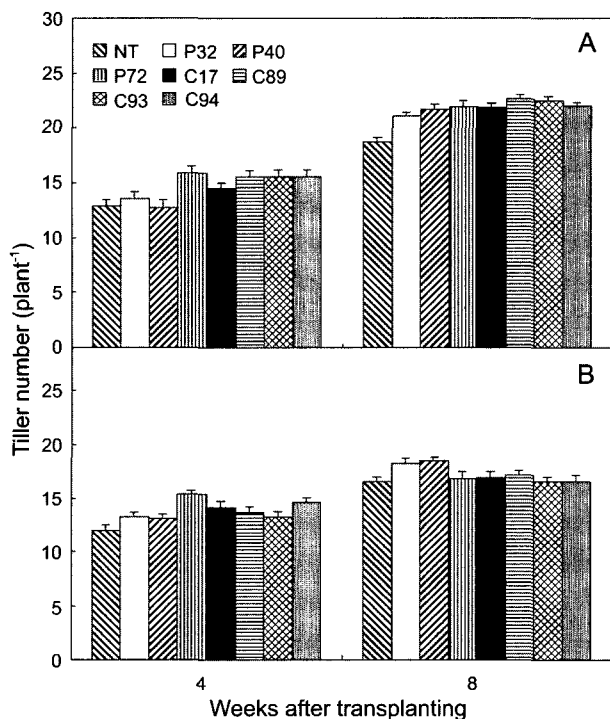 30
25
20
15
10
5
0
A
NT P32 P40
P72 C17 C89
C93 C94
Tiller number (plant⁻¹)
25
20
15
10
5
0
B
4 8
Weeks after transplanting